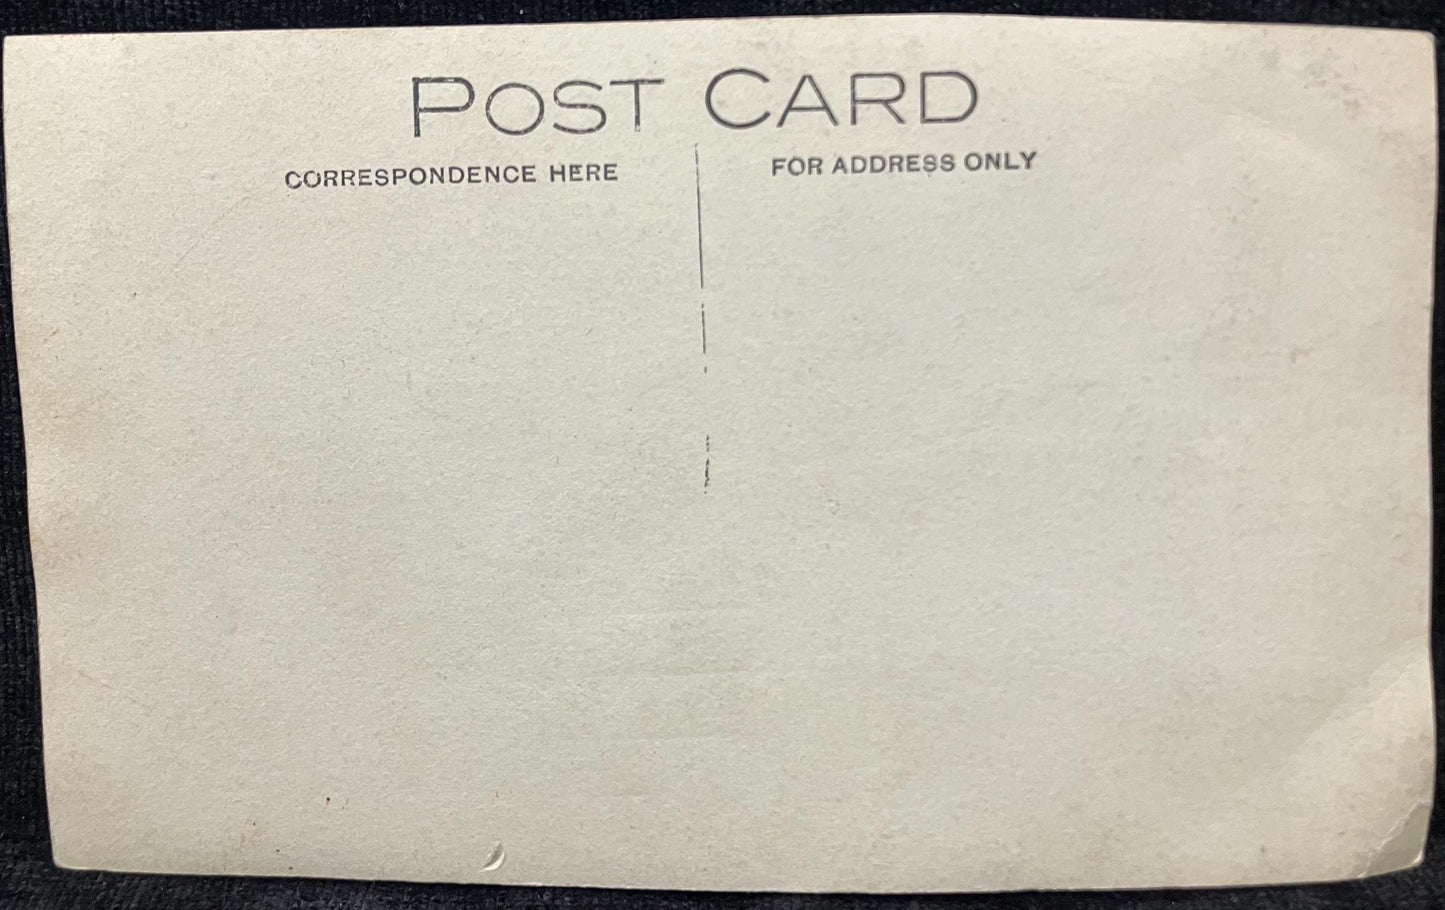 POST CARD
CORRESPONDENCE HERE
FOR ADDRESS ONLY